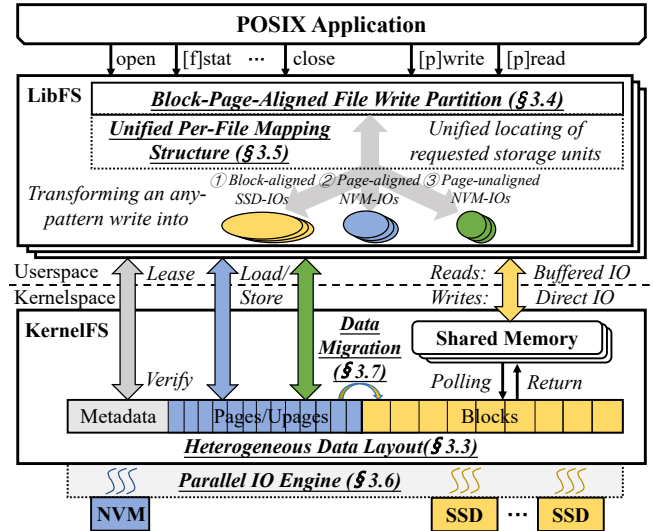 POSIX Application
open [f]stat ··· close [p]write [p]read
LibFS
Block-Page-Aligned File Write Partition (§ 3.4)
Unified Per-File Mapping
Structure (§ 3.5)
Unified locating of
requested storage units
Transforming an any-
pattern write into
① Block-aligned
SSD-IOs
② Page-aligned
NVM-IOs
③ Page-unaligned
NVM-IOs
Userspace
Kernelspace
Lease
Load/
Store
Reads: Buffered IO
Writes: Direct IO
KernelFS
Data
Migration
(§ 3.7)
Shared Memory
Verify
Polling
Return
Metadata Pages/Upages Blocks
Heterogeneous Data Layout(§ 3.3)
Parallel IO Engine (§ 3.6)
NVM SSD ··· SSD